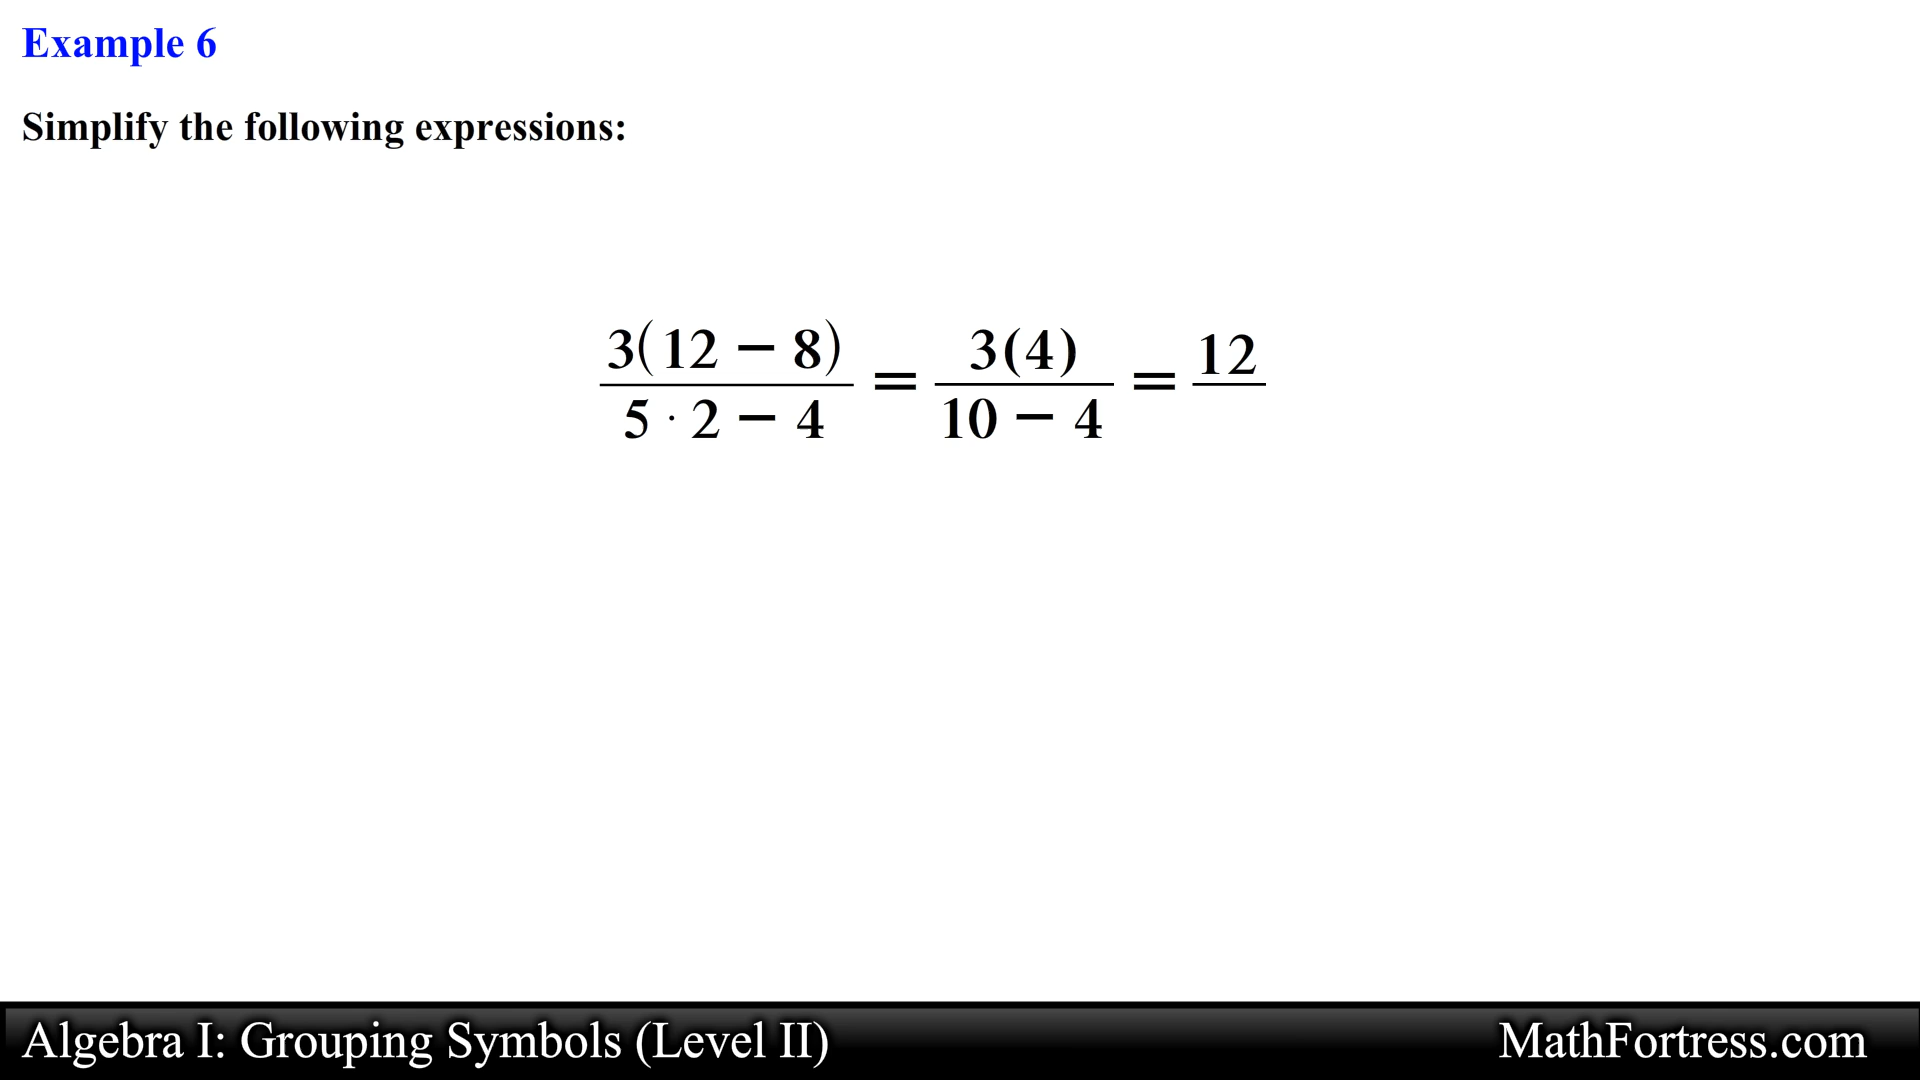 Example 6
Simplify the following expressions:
3(12 − 8) / 5 · 2 − 4 = 3(4) / 10 − 4 = 12 /
Algebra I: Grouping Symbols (Level II)
MathFortress.com